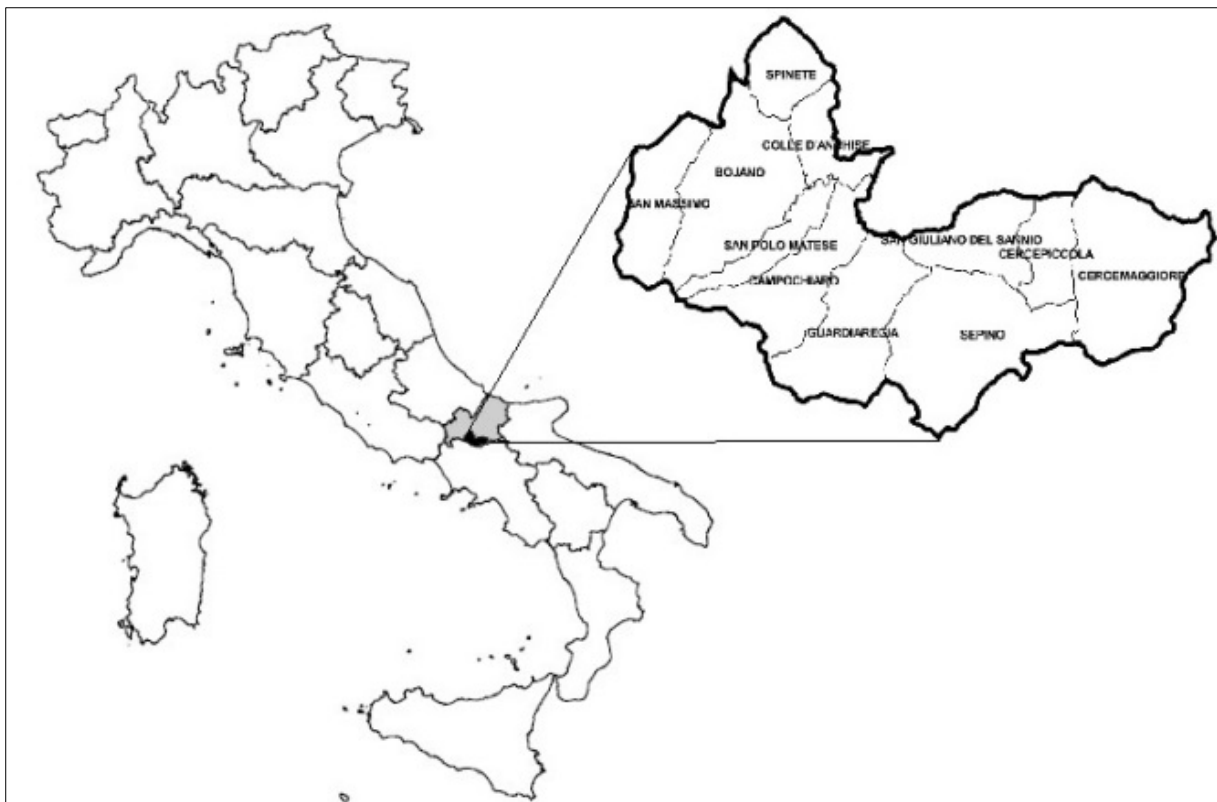 SPINETE
COLLE D'ANCHISE
BOJANO
SAN MASSIMO
SAN POLO MATESE
SAN GIULIANO DEL SANNIO
CERCEPICCOLA
CAMPOCHIARO
CERCEMAGGIORE
GUARDIAREGIA
SEPINO